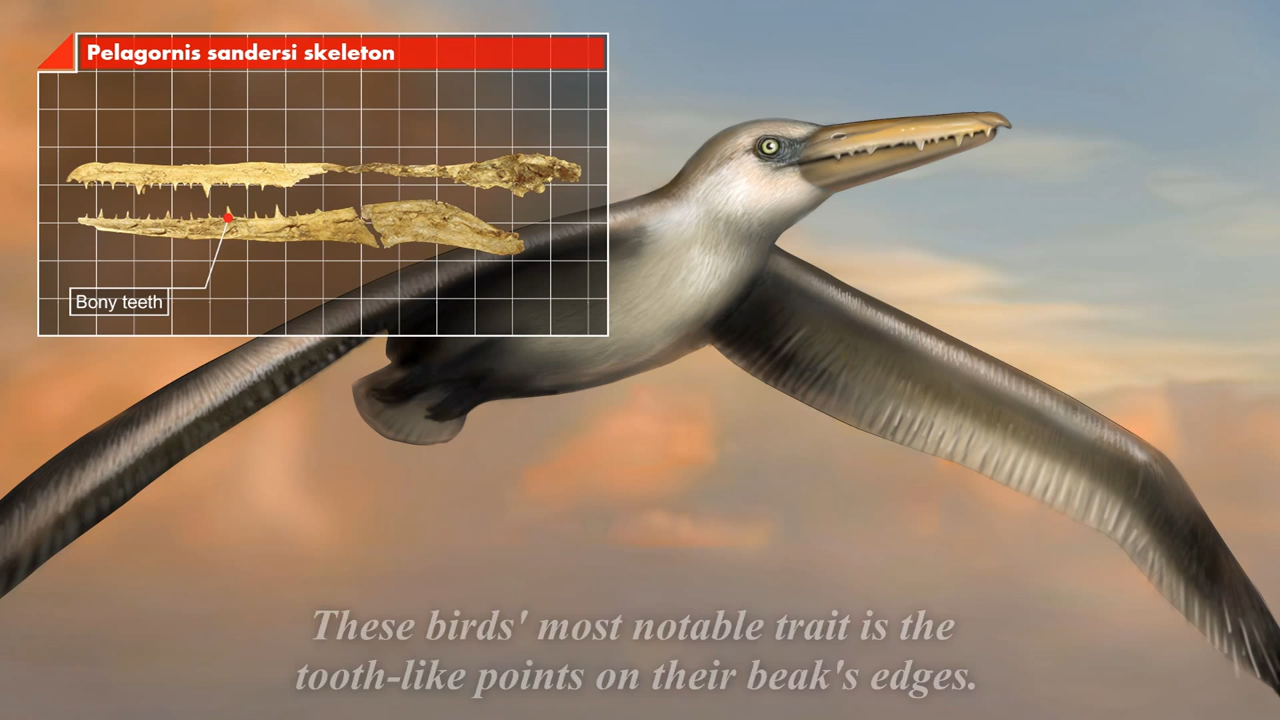 Pelagornis sandersi skeleton
Bony teeth
These birds' most notable trait is the
tooth-like points on their beak's edges.